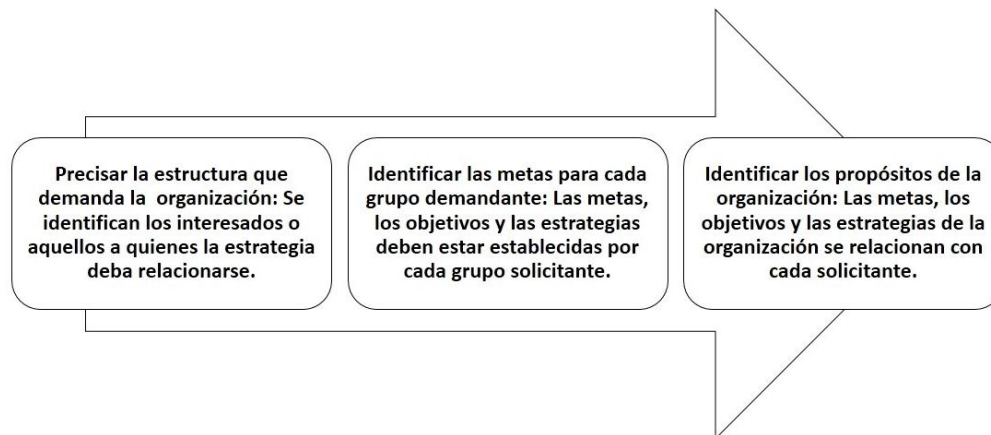 Precisar la estructura que
demanda la organización: Se
identifican los interesados o
aquellos a quienes la estrategia
deba relacionarse.
Identificar las metas para cada
grupo demandante: Las metas,
los objetivos y las estrategias
deben estar establecidas por
cada grupo solicitante.
Identificar los propósitos de la
organización: Las metas, los
objetivos y las estrategias de
la organización se relacionan con
cada solicitante.